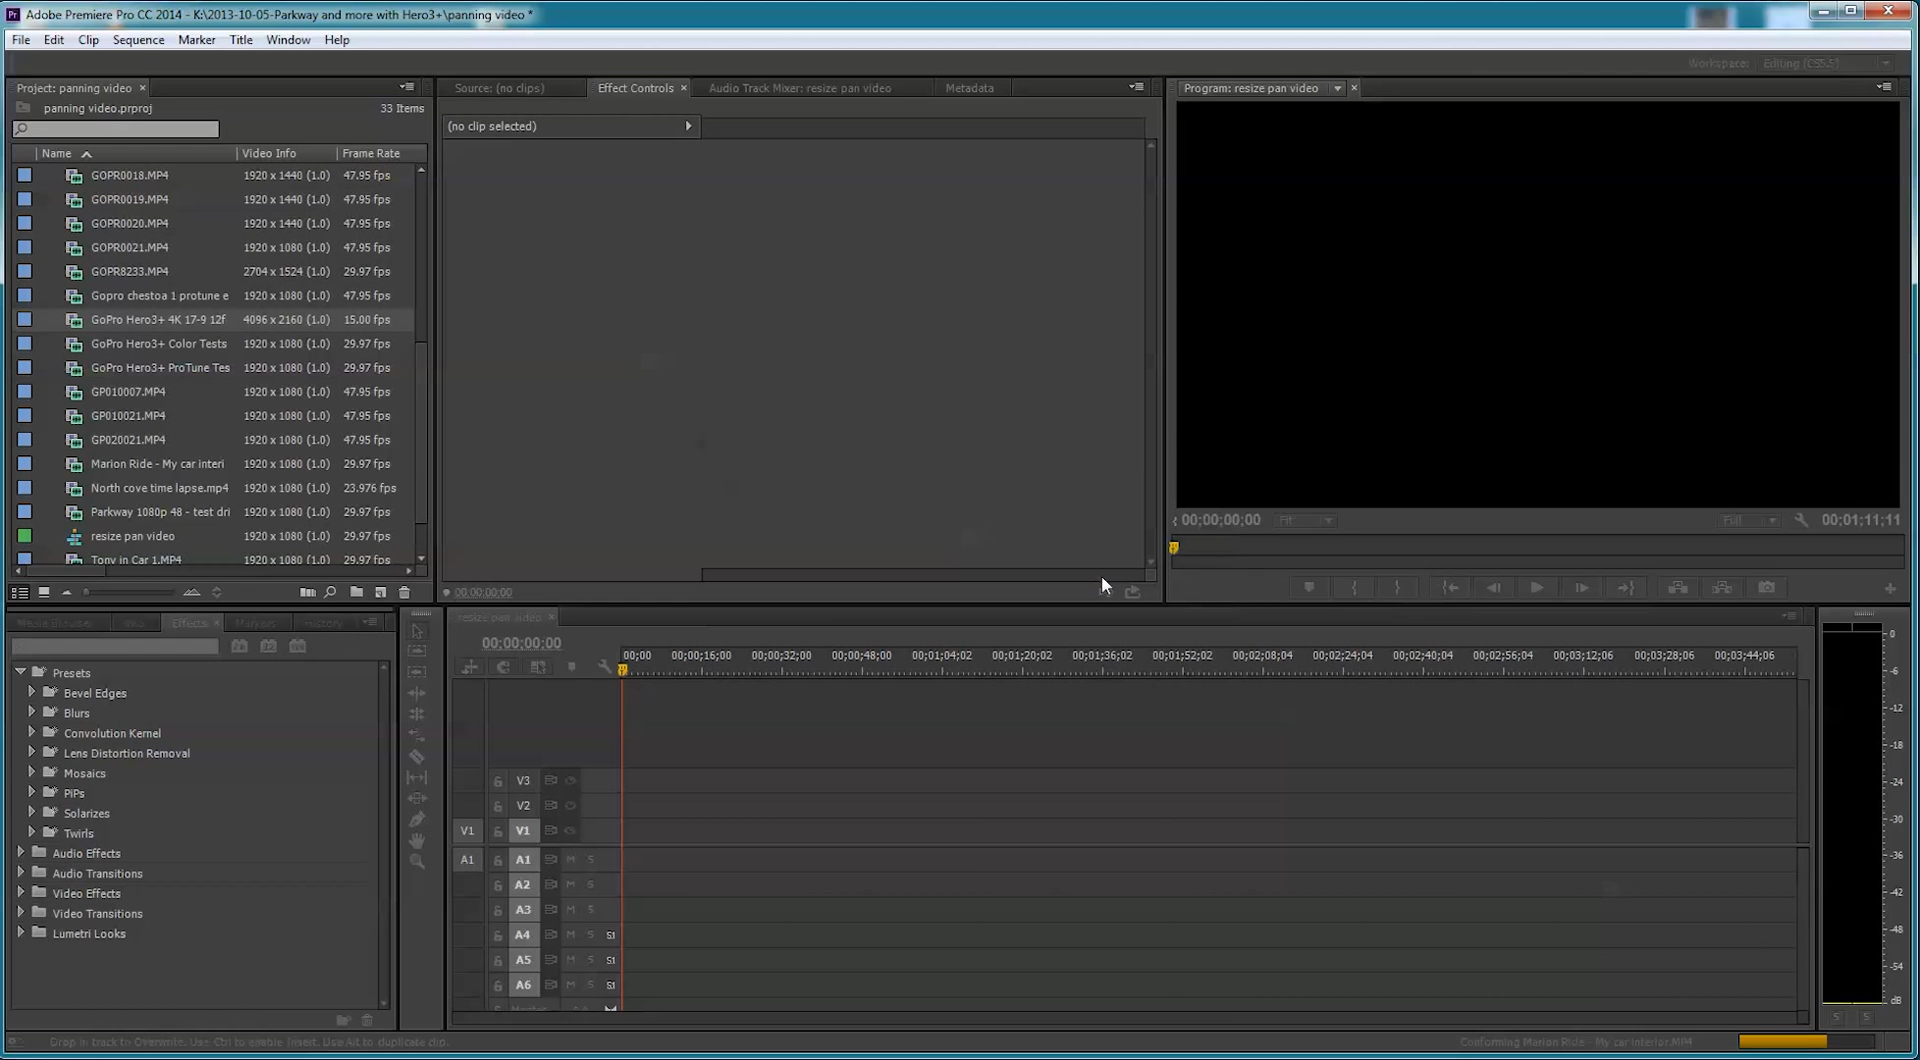 Adobe Premiere Pro CC 2014 - K:\2013-10-05-Parkway and more with Hero3+\panning video *
File Edit Clip Sequence Marker Title Window Help
Workspace: Editing (CS5.5)
Project: panning video
panning video.prproj 33 Items
Name Video Info Frame Rate
GOPR0018.MP4 1920 x 1440 (1.0) 47.95 fps
GOPR0019.MP4 1920 x 1440 (1.0) 47.95 fps
GOPR0020.MP4 1920 x 1440 (1.0) 47.95 fps
GOPR0021.MP4 1920 x 1080 (1.0) 47.95 fps
GOPR8233.MP4 2704 x 1524 (1.0) 29.97 fps
Gopro chestoa 1 protune e 1920 x 1080 (1.0) 47.95 fps
GoPro Hero3+ 4K 17-9 12f 4096 x 2160 (1.0) 15.00 fps
GoPro Hero3+ Color Tests 1920 x 1080 (1.0) 29.97 fps
GoPro Hero3+ ProTune Tes 1920 x 1080 (1.0) 29.97 fps
GP010007.MP4 1920 x 1080 (1.0) 47.95 fps
GP010021.MP4 1920 x 1080 (1.0) 47.95 fps
GP020021.MP4 1920 x 1080 (1.0) 47.95 fps
Marion Ride - My car interi 1920 x 1080 (1.0) 29.97 fps
North cove time lapse.mp4 1920 x 1080 (1.0) 23.976 fps
Parkway 1080p 48 - test dri 1920 x 1080 (1.0) 29.97 fps
resize pan video 1920 x 1080 (1.0) 29.97 fps
Tony in Car 1.MP4 1920 x 1080 (1.0) 29.97 fps
Source: (no clips) Effect Controls Audio Track Mixer: resize pan video Metadata
(no clip selected)
00;00;00;00
Program: resize pan video
00;00;00;00 Fit Full 00;01;11;11
Media Browser Info Effects Markers History
Presets
Bevel Edges
Blurs
Convolution Kernel
Lens Distortion Removal
Mosaics
PiPs
Solarizes
Twirls
Audio Effects
Audio Transitions
Video Effects
Video Transitions
Lumetri Looks
resize pan video
00;00;00;00
00;00 00;00;16;00 00;00;32;00 00;00;48;00 00;01;04;02 00;01;20;02 00;01;36;02 00;01;52;02 00;02;08;04 00;02;24;04 00;02;40;04 00;02;56;04 00;03;12;06 00;03;28;06 00;03;44;06
V3
V2
V1 V1
A1 A1 M S
A2 M S
A3 M S
A4 M S S1
A5 M S S1
A6 M S S1
Master
0
-6
-12
-18
-24
-30
-36
-42
-48
-54
dB
S S
Drop in track to Overwrite. Use Ctrl to enable Insert. Use Alt to duplicate clip.
Conforming Marion Ride - My car interior.MP4